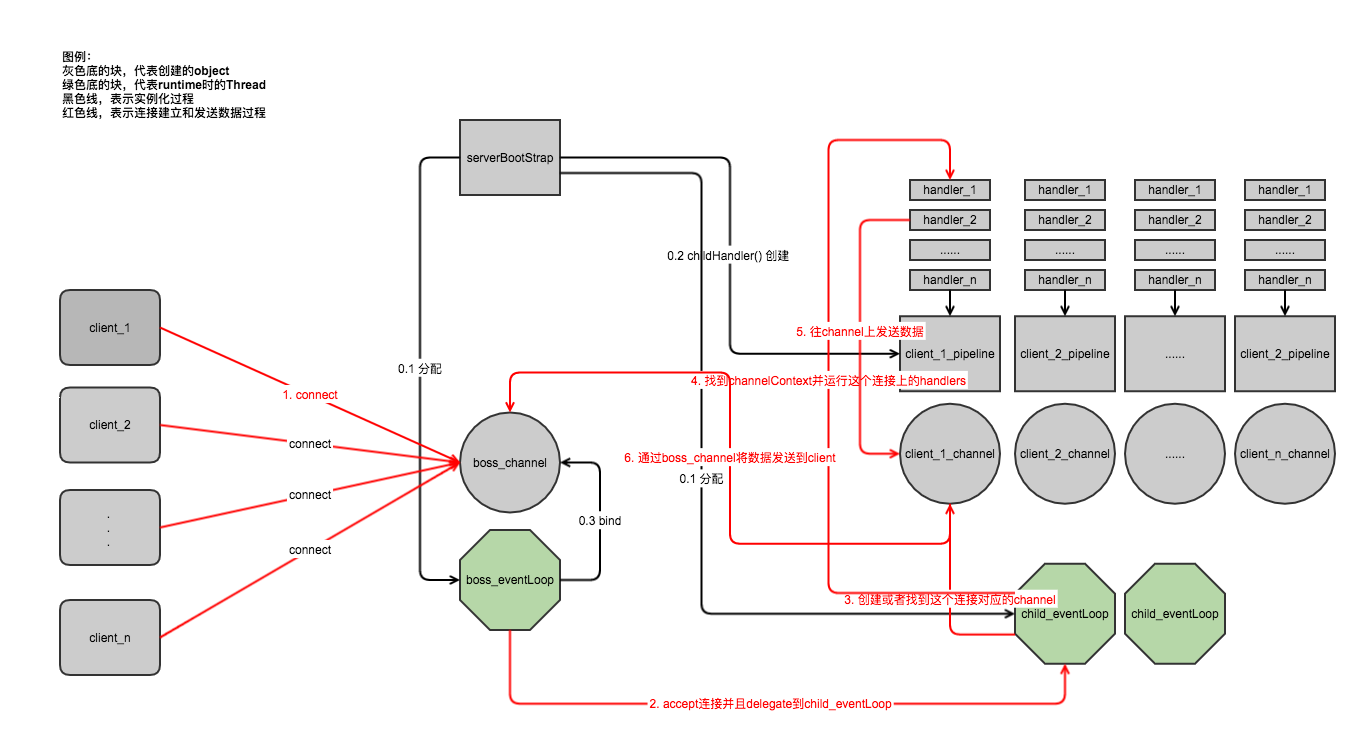 图例：
灰色底的块，代表创建的object
绿色底的块，代表runtime时的Thread
黑色线，表示实例化过程
红色线，表示连接建立和发送数据过程
serverBootStrap
handler_1
handler_1
handler_1
handler_1
handler_2
handler_2
handler_2
handler_2
......
......
......
......
handler_n
handler_n
handler_n
handler_n
0.2 childHandler() 创建
client_1
5. 往channel上发送数据
client_1_pipeline
client_2_pipeline
......
client_2_pipeline
0.1 分配
4. 找到channelContext并运行这个连接上的handlers
1. connect
client_2
connect
boss_channel
6. 通过boss_channel将数据发送到client
client_1_channel
client_2_channel
......
client_n_channel
0.1 分配
connect
.
.
.
0.3 bind
connect
boss_eventLoop
3. 创建或者找到这个连接对应的channel
child_eventLoop
child_eventLoop
client_n
2. accept连接并且delegate到child_eventLoop